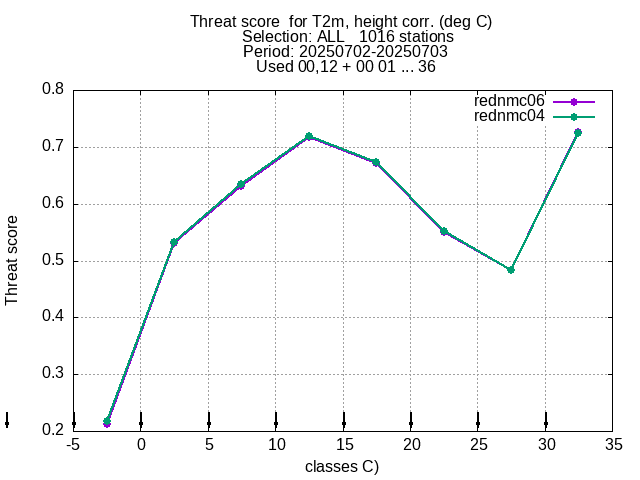 Threat score  for T2m, height corr. (deg C)
Selection: ALL   1016 stations
Period: 20250702-20250703
Used 00,12 + 00 01 ... 36
rednmc06
rednmc04
0.8
0.7
0.6
0.5
0.4
0.3
0.2
Threat score
-5 0 5 10 15 20 25 30 35
classes C)